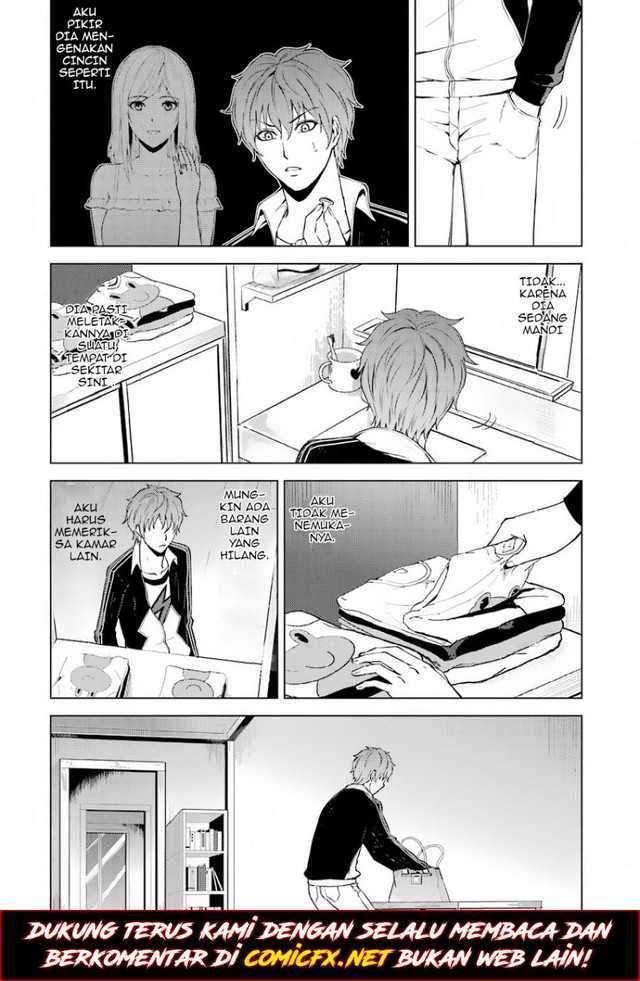 AKU
PIKIR
DIA MEN-
GENAKAN
CINCIN
SEPERTI
ITU.
TIDAK...
KARENA
DIA
SEDANG
MANDI
DIA PASTI
MELETAK-
KANNYA DI
SUATU
TEMPAT DI
SEKITAR
SINI.
AKU
TIDAK ME-
NEMUKA-
NYA.
MUNG-
KIN ADA
BARANG
LAIN
YANG
HILANG.
AKU
HARUS
MEMERIK-
SA KAMAR
LAIN.
DUKUNG TERUS KAMI DENGAN SELALU MEMBACA DAN
BERKOMENTAR DI COMICFX.NET BUKAN WEB LAIN!